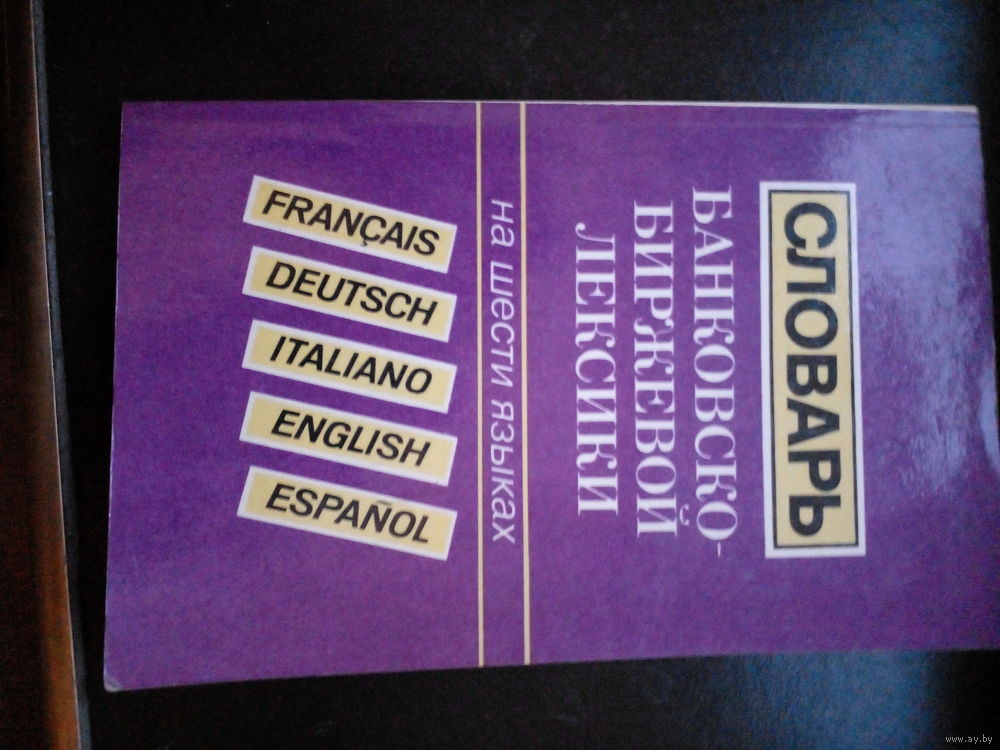 СЛОВАРЬ
БАНКОВСКО-
БИРЖЕВОЙ
ЛЕКСИКИ
на шести языках
FRANÇAIS
DEUTSCH
ITALIANO
ENGLISH
ESPAÑOL
www.ay.by